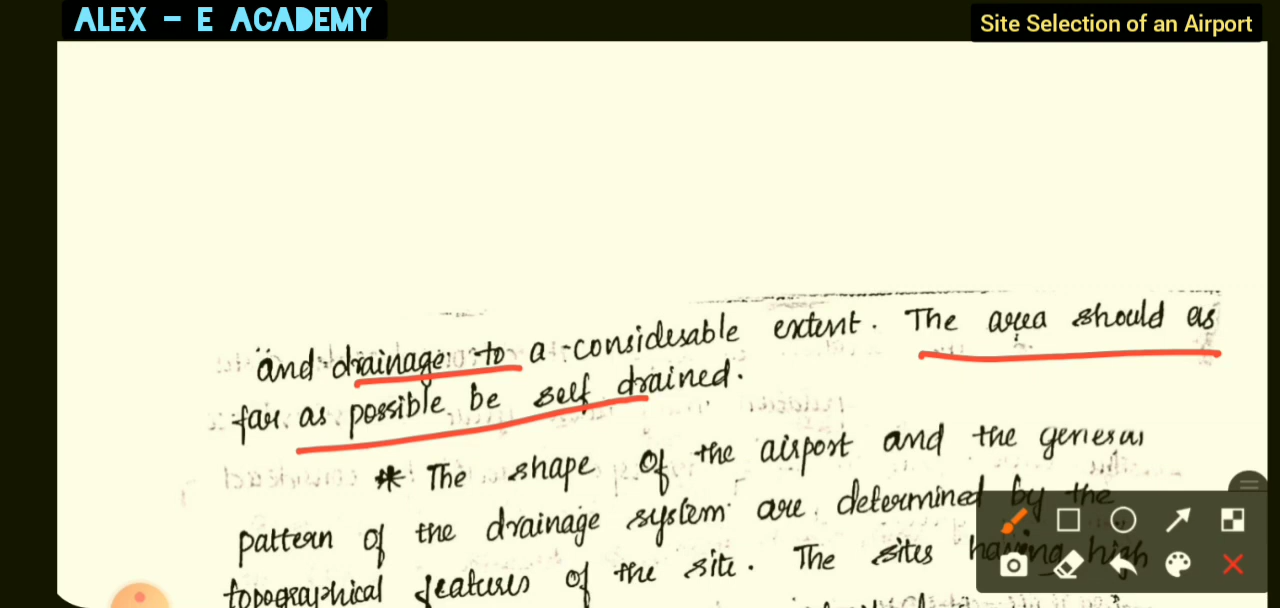 ALEX – E ACADEMY
Site Selection of an Airport
and drainage to a considerable extent. The area should as
far as possible be self drained.
* The shape of the airport and the general
pattern of the drainage system are determined by the
topographical features of the site. The sites having high